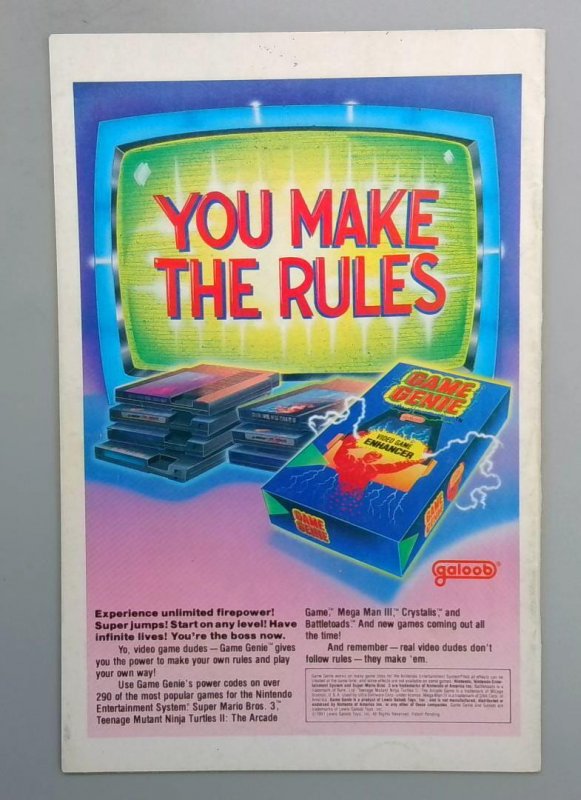 YOU MAKE
THE RULES
GAME
GENIE
galoob
VIDEO GAME
ENHANCER
GAME
GENIE
GAME
GENIE
galoob®
Experience unlimited firepower!
Super jumps! Start on any level! Have
infinite lives! You're the boss now.
Yo, video game dudes – Game Genie™ gives
you the power to make your own rules and play
your own way!
Use Game Genie's power codes on over
290 of the most popular games for the Nintendo
Entertainment System: Super Mario Bros. 3,™
Teenage Mutant Ninja Turtles II: The Arcade
Game,™ Mega Man III,™ Crystalis,™ and
Battletoads.™ And new games coming out all
the time!
And remember – real video dudes don't
follow rules – they make 'em.